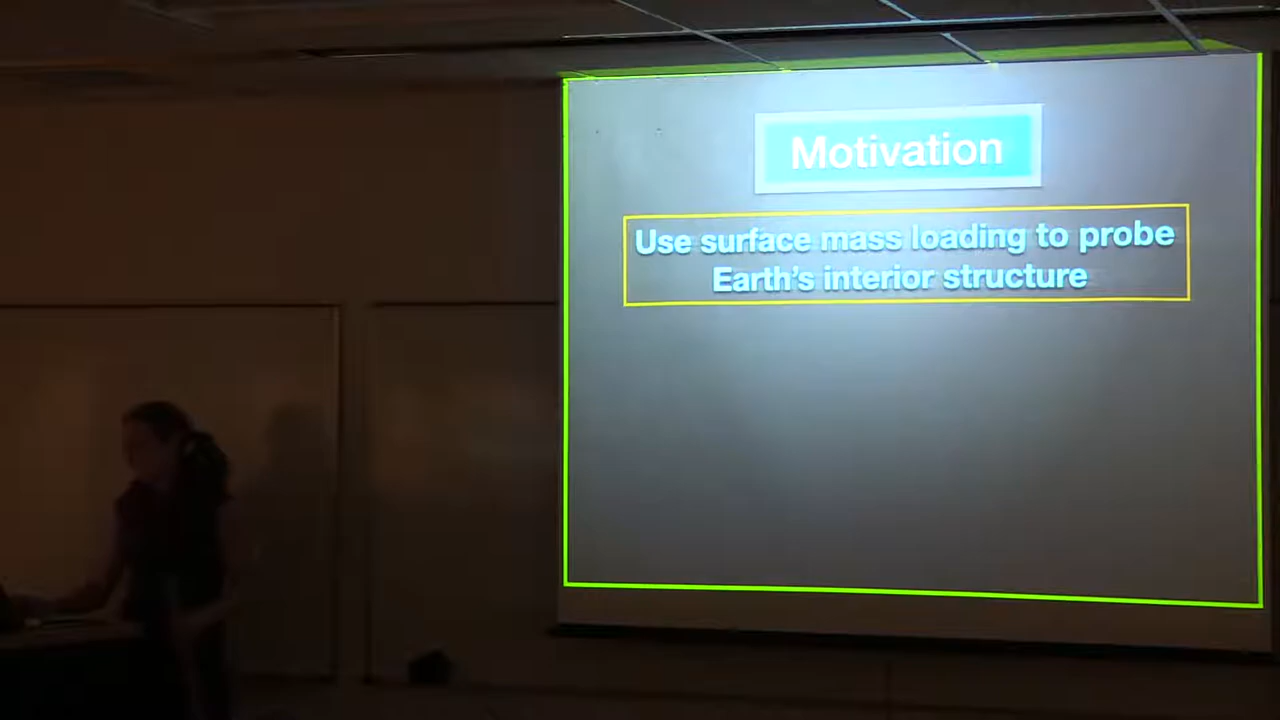 Motivation
Use surface mass loading to probe
Earth's interior structure